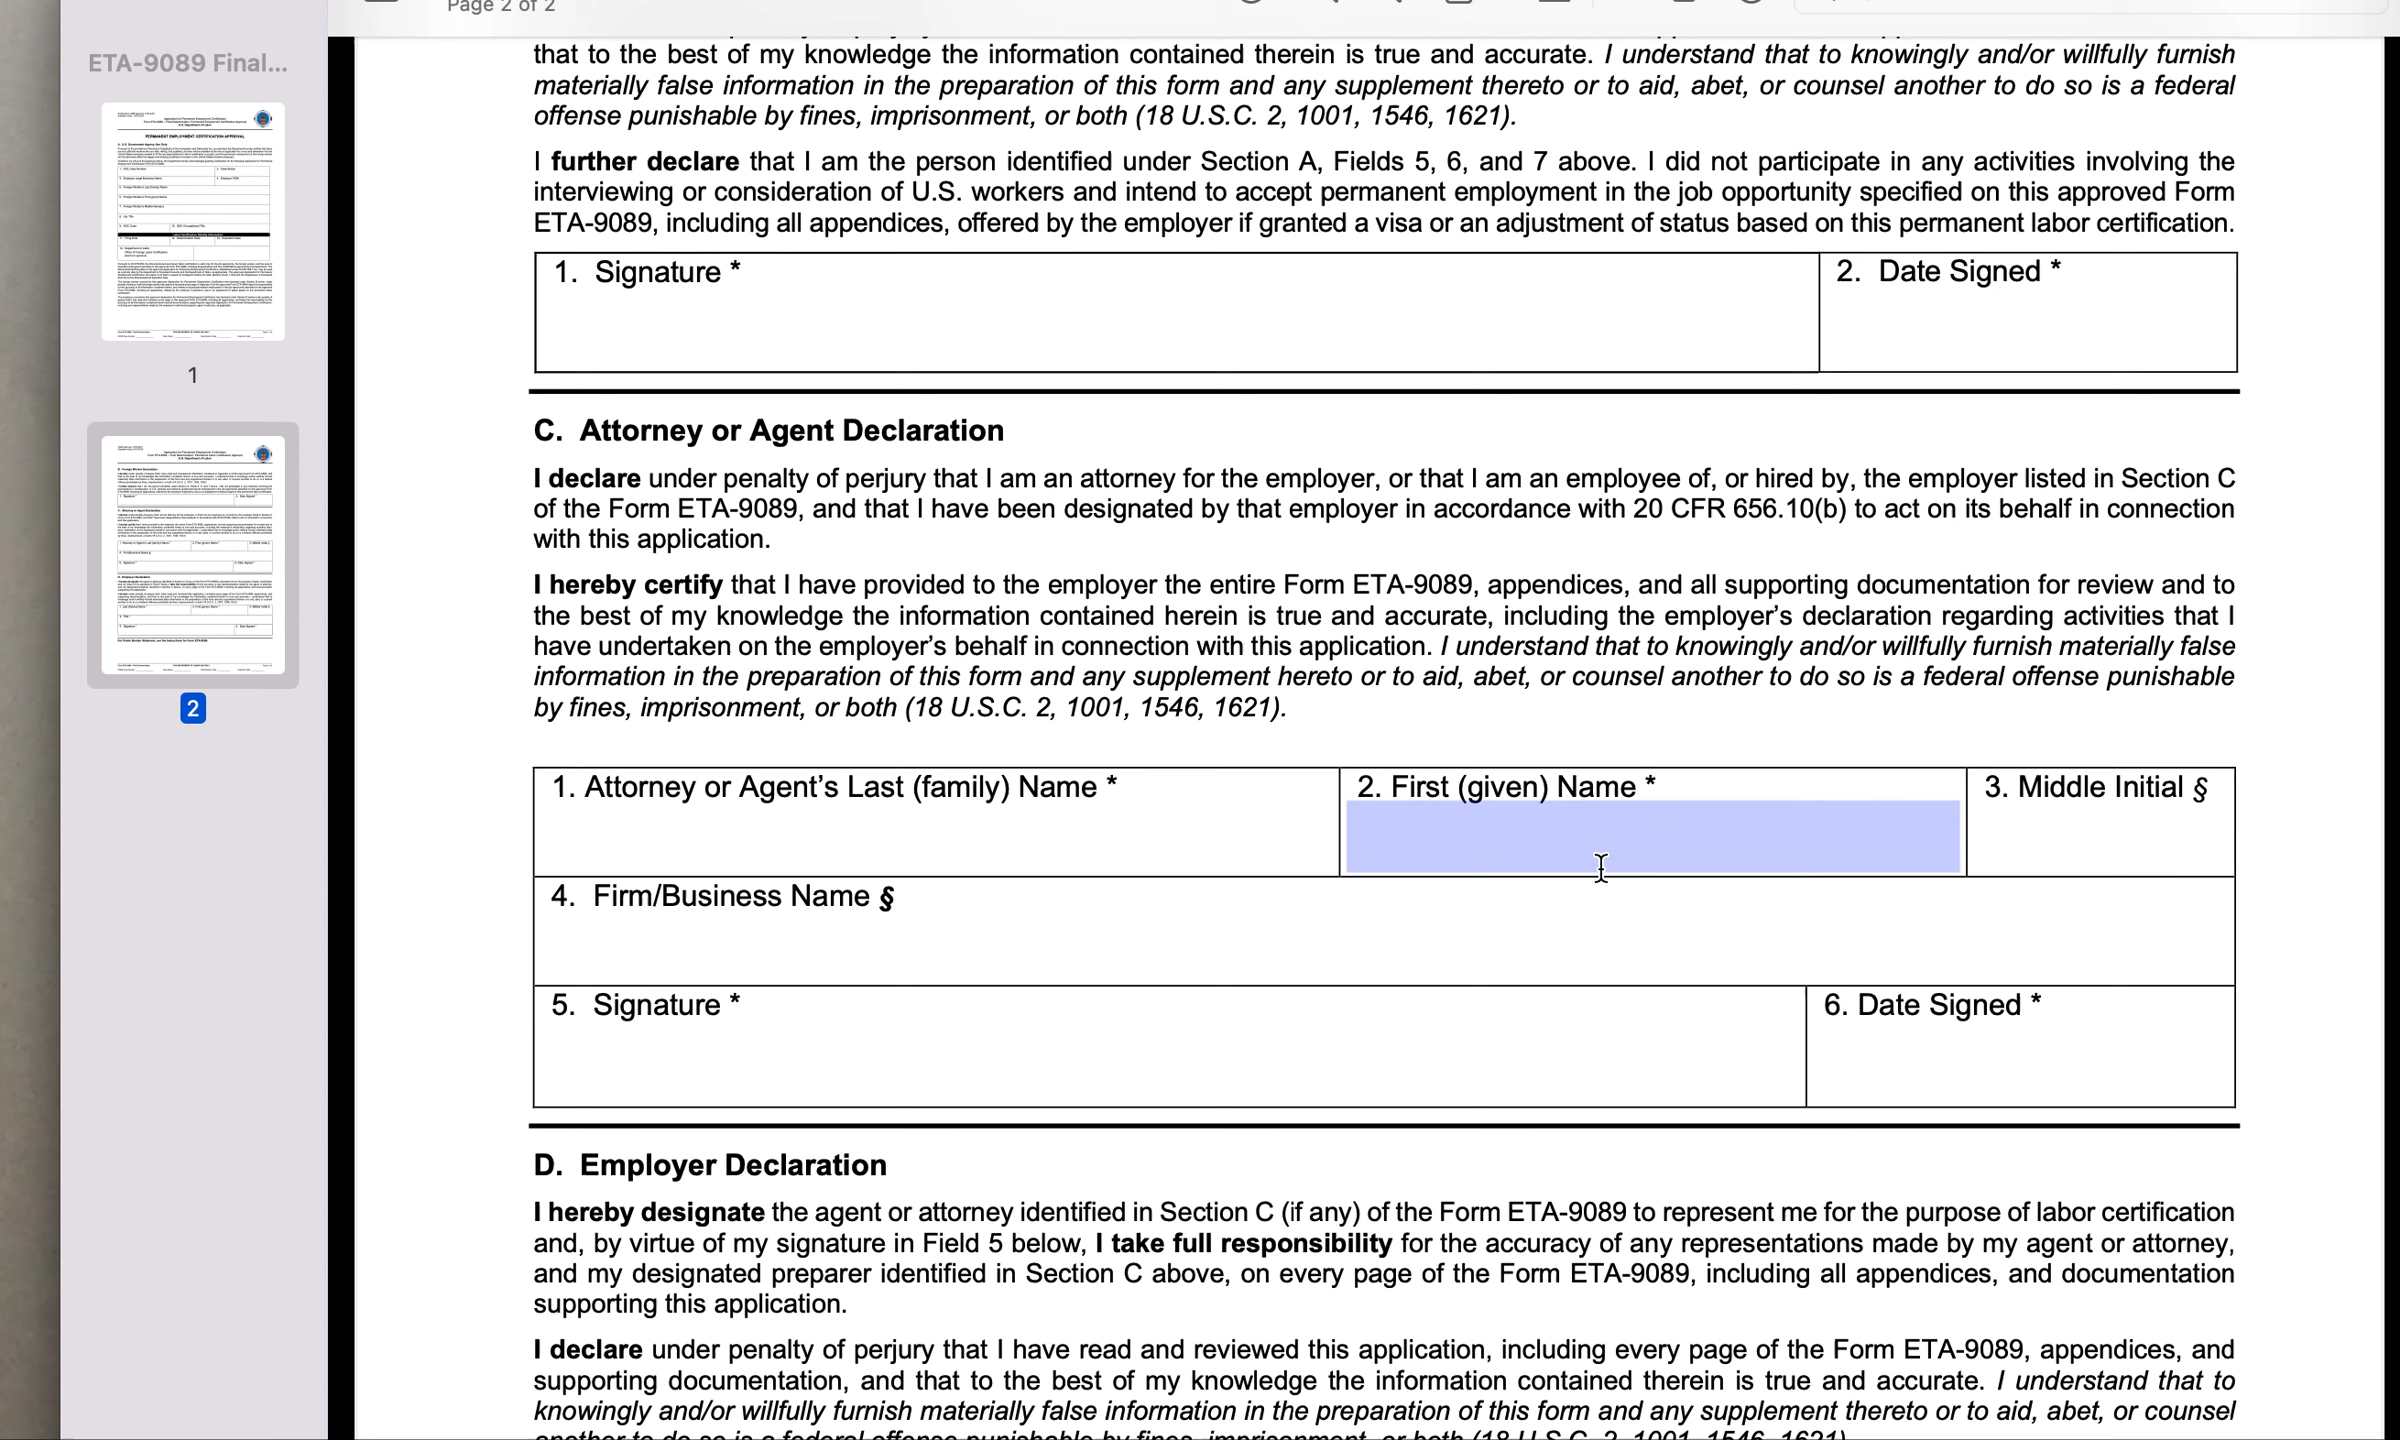 Page 2 of 2
ETA-9089 Final...
1
2
that to the best of my knowledge the information contained therein is true and accurate. I understand that to knowingly and/or willfully furnish
materially false information in the preparation of this form and any supplement thereto or to aid, abet, or counsel another to do so is a federal
offense punishable by fines, imprisonment, or both (18 U.S.C. 2, 1001, 1546, 1621).
I further declare that I am the person identified under Section A, Fields 5, 6, and 7 above. I did not participate in any activities involving the
interviewing or consideration of U.S. workers and intend to accept permanent employment in the job opportunity specified on this approved Form
ETA-9089, including all appendices, offered by the employer if granted a visa or an adjustment of status based on this permanent labor certification.
1. Signature *
2. Date Signed *
C. Attorney or Agent Declaration
I declare under penalty of perjury that I am an attorney for the employer, or that I am an employee of, or hired by, the employer listed in Section C
of the Form ETA-9089, and that I have been designated by that employer in accordance with 20 CFR 656.10(b) to act on its behalf in connection
with this application.
I hereby certify that I have provided to the employer the entire Form ETA-9089, appendices, and all supporting documentation for review and to
the best of my knowledge the information contained herein is true and accurate, including the employer’s declaration regarding activities that I
have undertaken on the employer’s behalf in connection with this application. I understand that to knowingly and/or willfully furnish materially false
information in the preparation of this form and any supplement hereto or to aid, abet, or counsel another to do so is a federal offense punishable
by fines, imprisonment, or both (18 U.S.C. 2, 1001, 1546, 1621).
1. Attorney or Agent’s Last (family) Name *
2. First (given) Name *
3. Middle Initial §
4. Firm/Business Name §
5. Signature *
6. Date Signed *
D. Employer Declaration
I hereby designate the agent or attorney identified in Section C (if any) of the Form ETA-9089 to represent me for the purpose of labor certification
and, by virtue of my signature in Field 5 below, I take full responsibility for the accuracy of any representations made by my agent or attorney,
and my designated preparer identified in Section C above, on every page of the Form ETA-9089, including all appendices, and documentation
supporting this application.
I declare under penalty of perjury that I have read and reviewed this application, including every page of the Form ETA-9089, appendices, and
supporting documentation, and that to the best of my knowledge the information contained therein is true and accurate. I understand that to
knowingly and/or willfully furnish materially false information in the preparation of this form and any supplement thereto or to aid, abet, or counsel
another to do so is a federal offense punishable by fines, imprisonment, or both (18 U.S.C. 2, 1001, 1546, 1621).